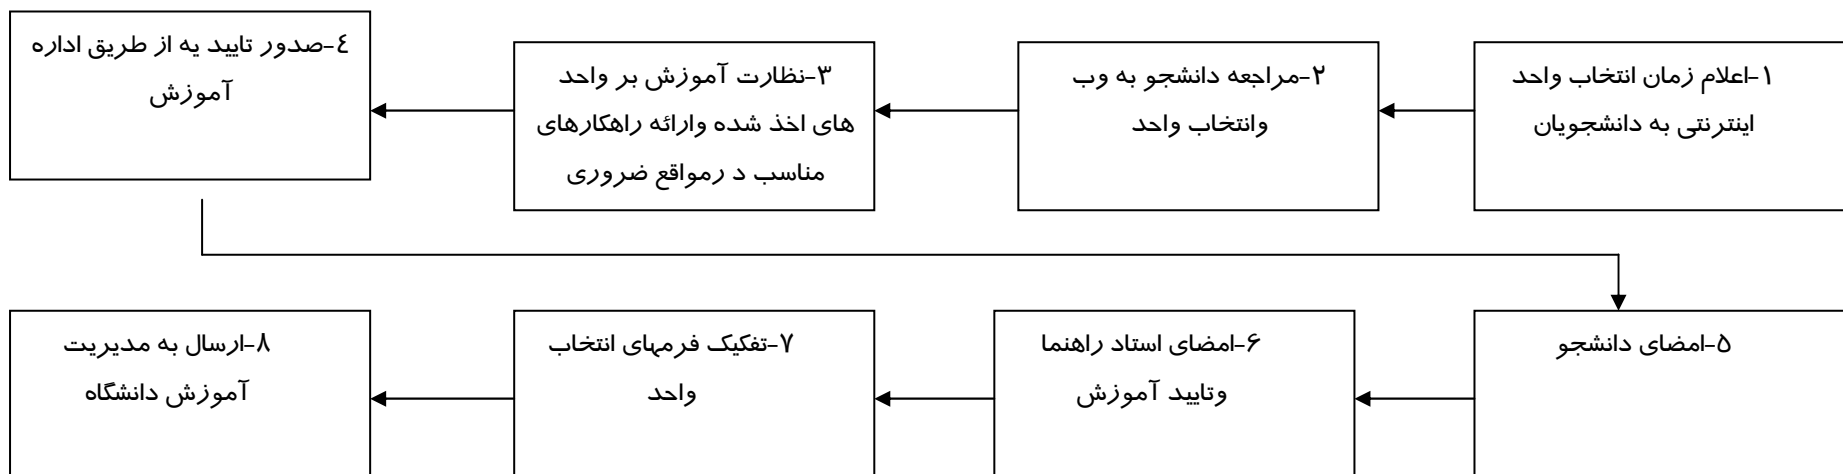 ۱-اعلام زمان انتخاب واحد
اینترنتی به دانشجویان
۲-مراجعه دانشجو به وب
وانتخاب واحد
۳-نظارت آموزش بر واحد
های اخذ شده وارائه راهکارهای
مناسب د رمواقع ضروری
٤-صدور تایید یه از طریق اداره
آموزش
۵-امضای دانشجو
۶-امضای استاد راهنما
وتایید آموزش
۷-تفکیک فرمهای انتخاب
واحد
۸-ارسال به مدیریت
آموزش دانشگاه